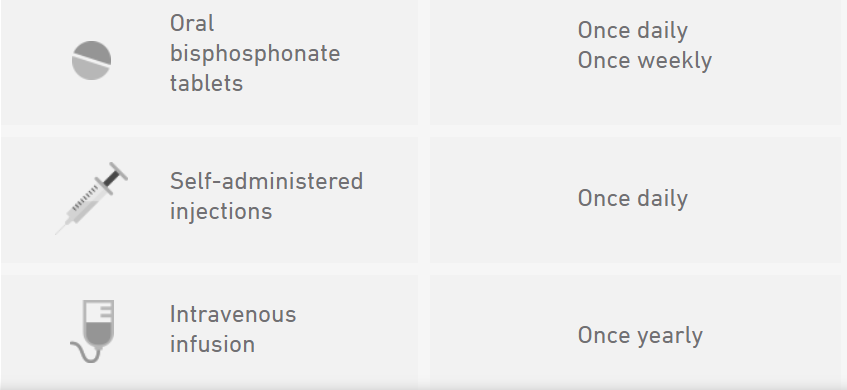 Oral
bisphosphonate
tablets
Once daily
Once weekly
Self-administered
injections
Once daily
Intravenous
infusion
Once yearly